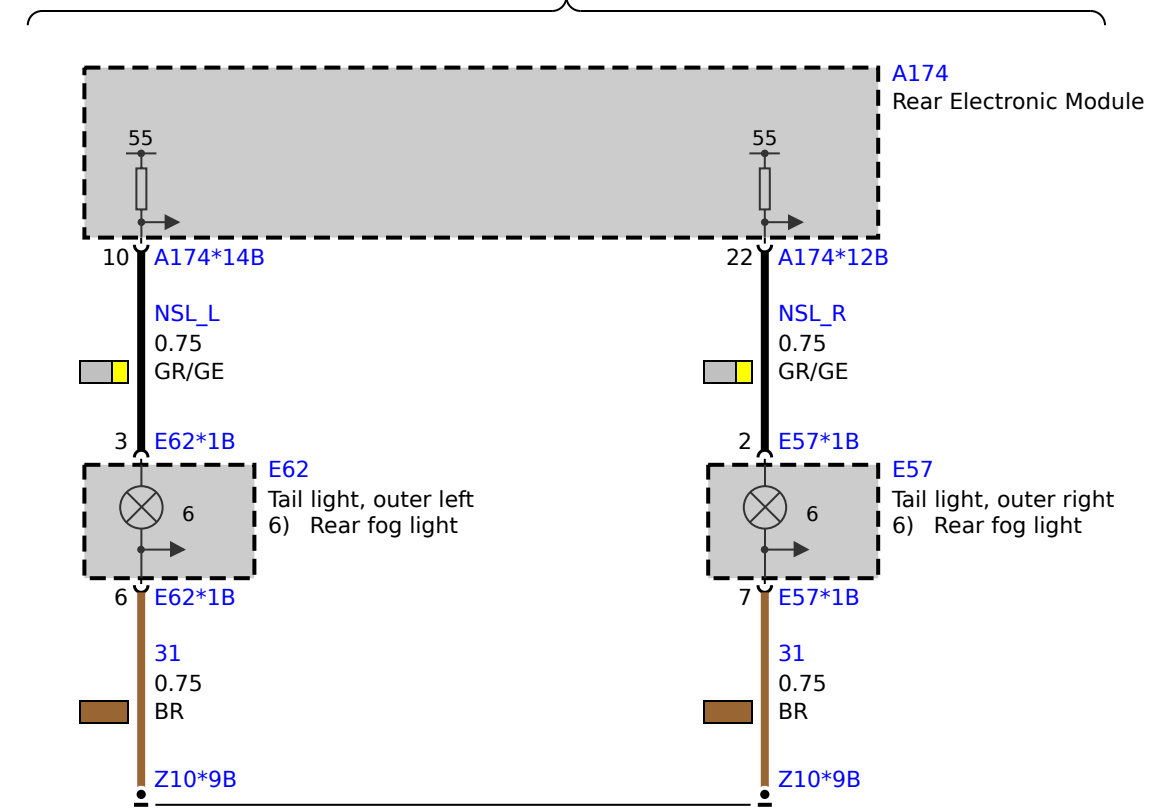 A174
Rear Electronic Module
55
55
10 A174*14B
22 A174*12B
NSL_L
0.75
GR/GE
NSL_R
0.75
GR/GE
3 E62*1B
2 E57*1B
E62
Tail light, outer left
6) Rear fog light
6
E57
Tail light, outer right
6) Rear fog light
6
6 E62*1B
7 E57*1B
31
0.75
BR
31
0.75
BR
Z10*9B
Z10*9B